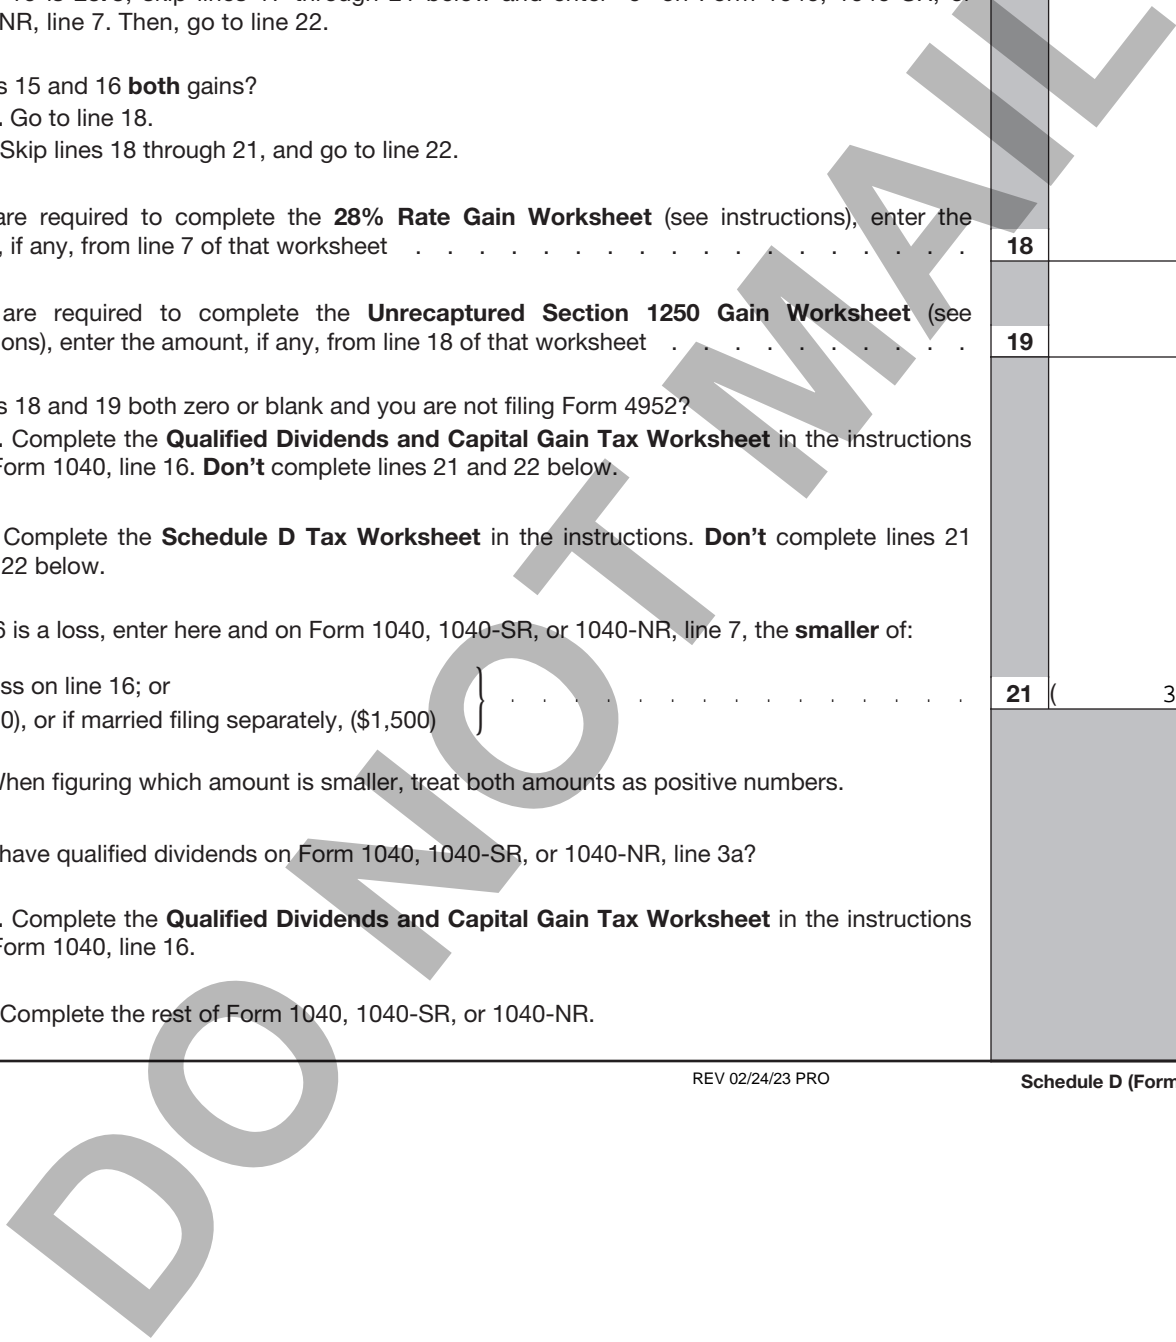 NR, line 7. Then, go to line 22.
s 15 and 16 both gains?
. Go to line 18.
Skip lines 18 through 21, and go to line 22.
are required to complete the 28% Rate Gain Worksheet (see instructions), enter the
, if any, from line 7 of that worksheet . . . . . . . . . . . . . . . . . . 18
are required to complete the Unrecaptured Section 1250 Gain Worksheet (see
ons), enter the amount, if any, from line 18 of that worksheet . . . . . . . . . . 19
s 18 and 19 both zero or blank and you are not filing Form 4952?
. Complete the Qualified Dividends and Capital Gain Tax Worksheet in the instructions
Form 1040, line 16. Don't complete lines 21 and 22 below.
Complete the Schedule D Tax Worksheet in the instructions. Don't complete lines 21
22 below.
6 is a loss, enter here and on Form 1040, 1040-SR, or 1040-NR, line 7, the smaller of:
ss on line 16; or
0), or if married filing separately, ($1,500) } . . . . . . . . . . . . . . . 21 ( 3
When figuring which amount is smaller, treat both amounts as positive numbers.
have qualified dividends on Form 1040, 1040-SR, or 1040-NR, line 3a?
. Complete the Qualified Dividends and Capital Gain Tax Worksheet in the instructions
Form 1040, line 16.
Complete the rest of Form 1040, 1040-SR, or 1040-NR.
REV 02/24/23 PRO Schedule D (Form
DO NOT MAIL